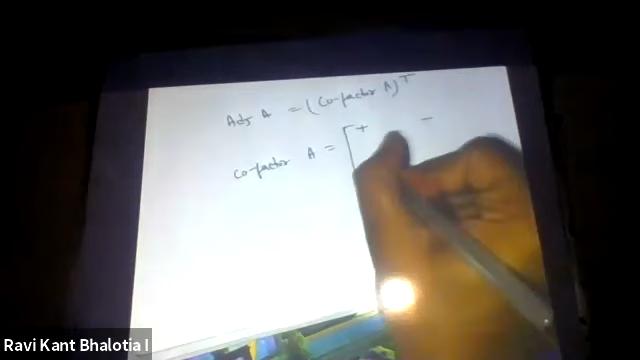 Adj A = (Co-factor A)^T
Co-factor A = [ + -
Ravi Kant Bhalotia I